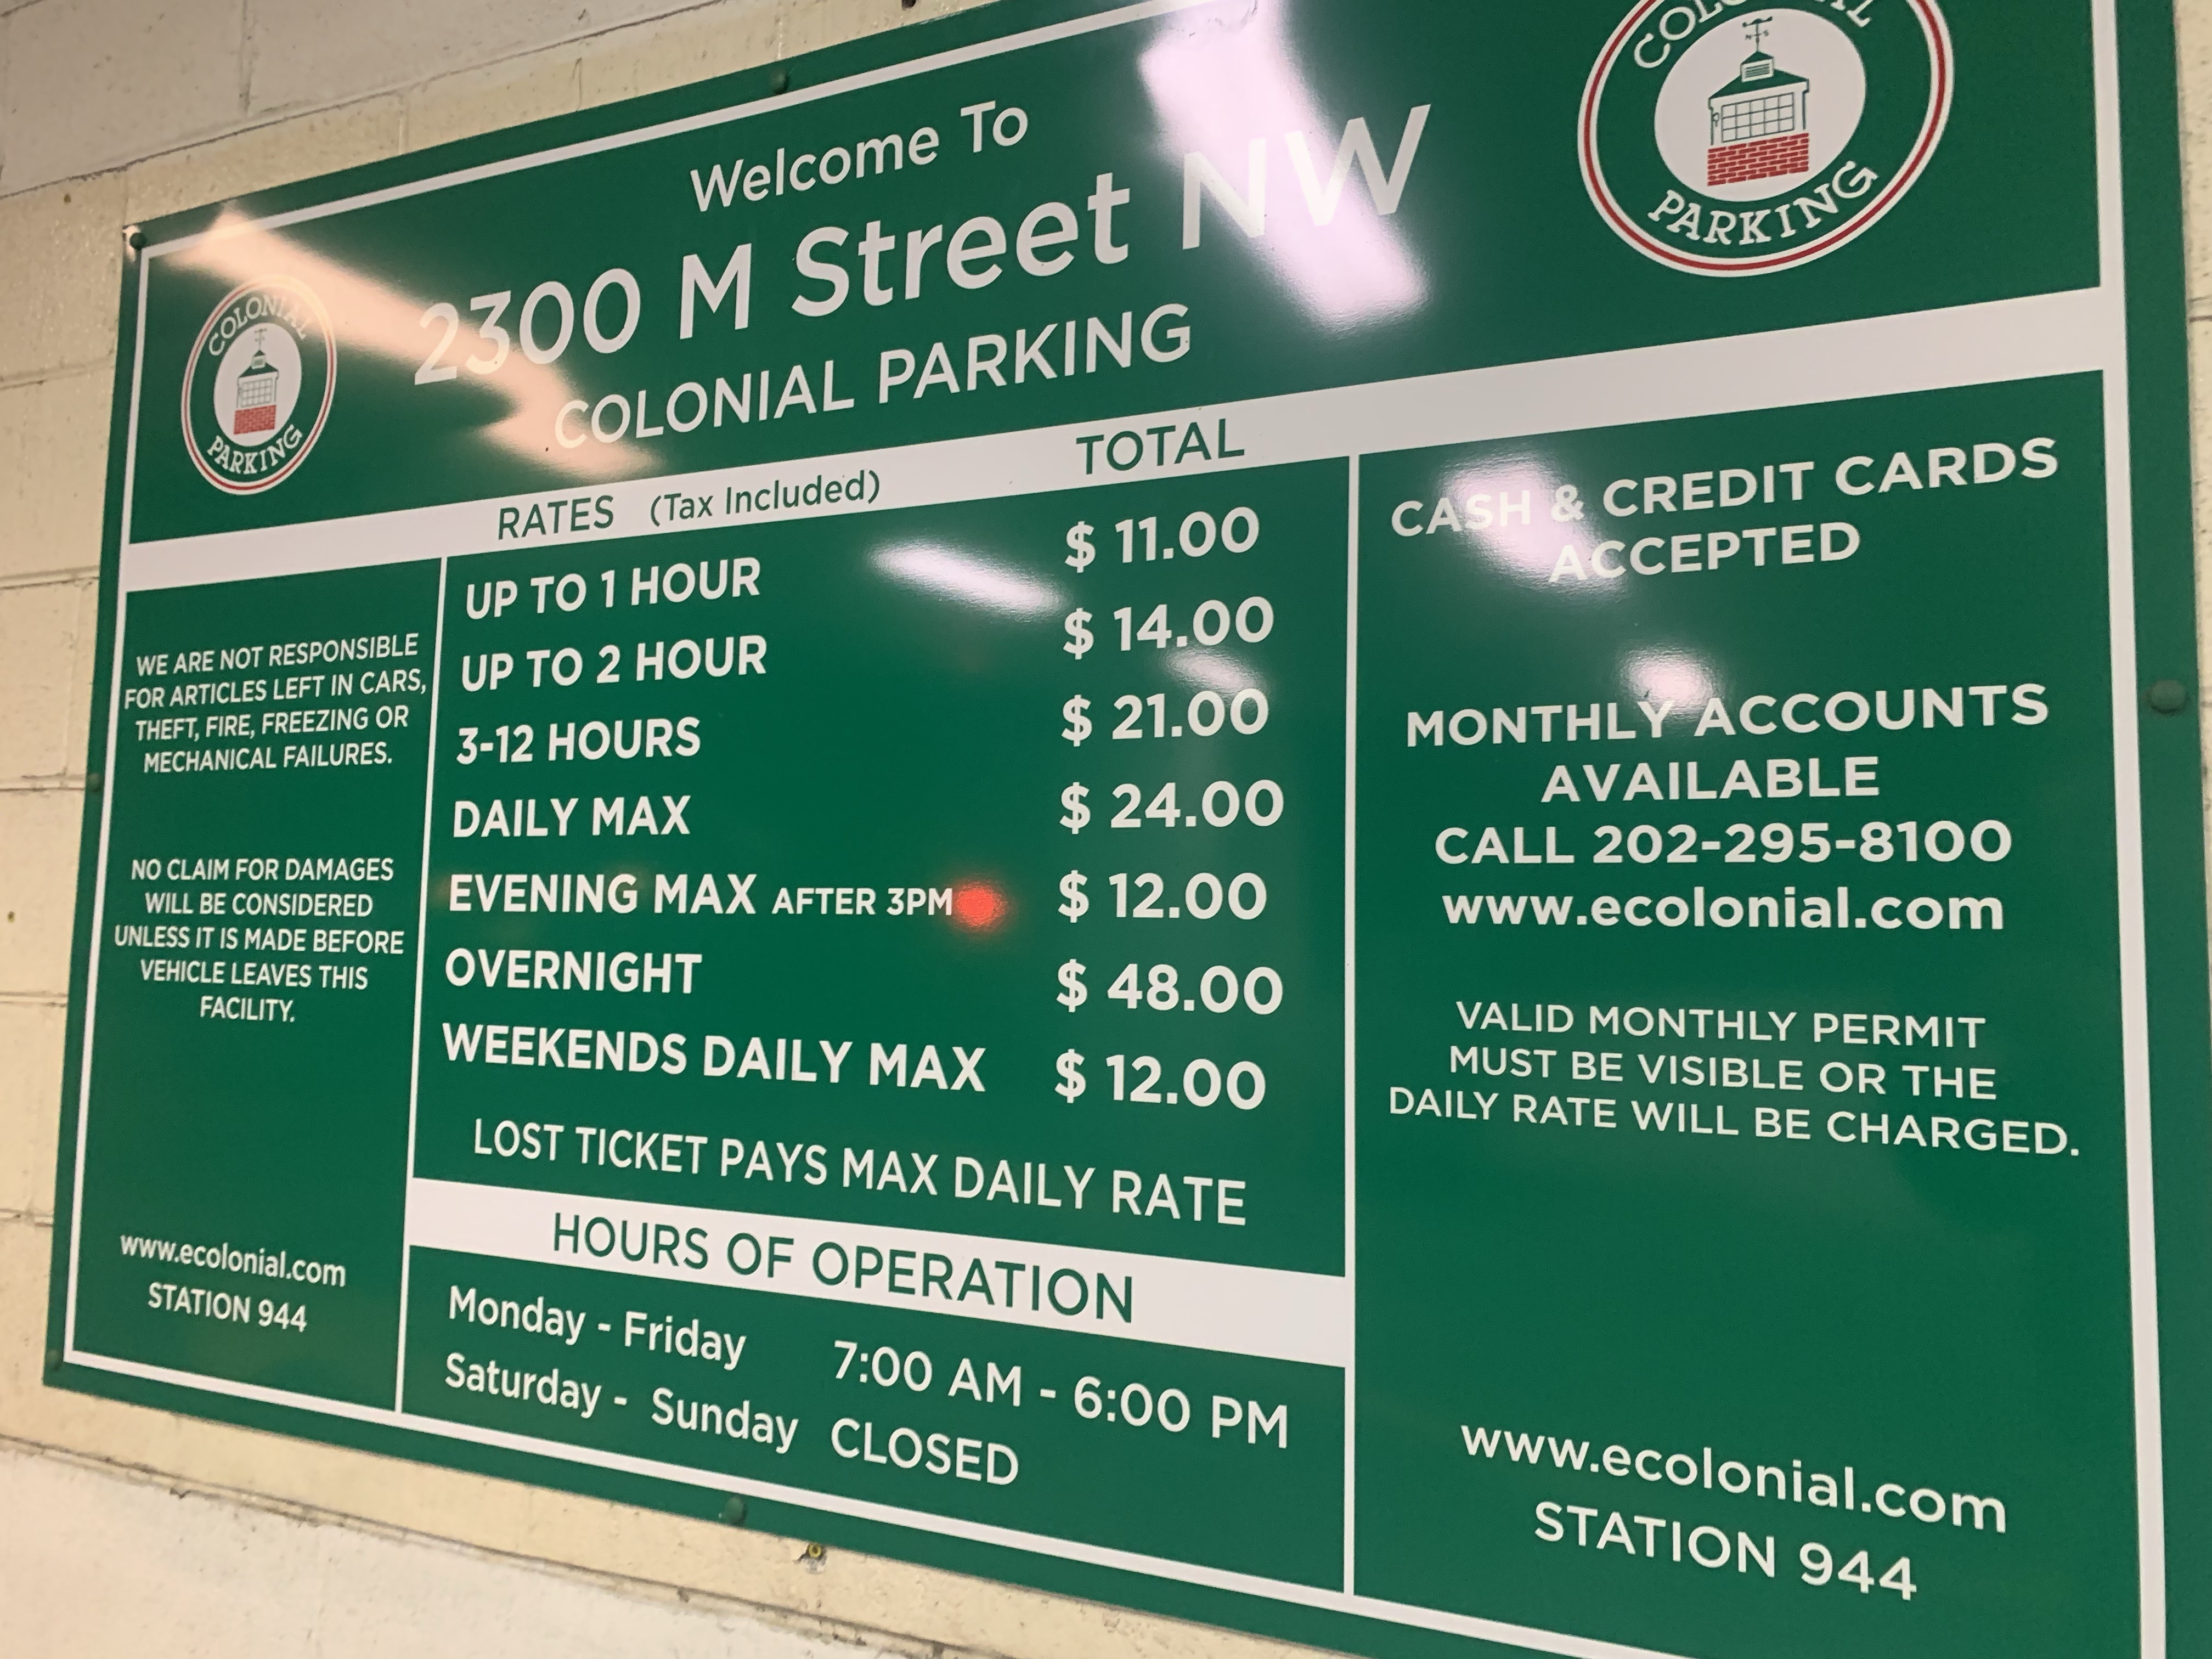 Welcome To
2300 M Street NW
COLONIAL PARKING
COLONIAL
PARKING
COLONIAL
PARKING
RATES (Tax Included) TOTAL
UP TO 1 HOUR $ 11.00
UP TO 2 HOUR $ 14.00
3-12 HOURS $ 21.00
DAILY MAX $ 24.00
EVENING MAX AFTER 3PM $ 12.00
OVERNIGHT $ 48.00
WEEKENDS DAILY MAX $ 12.00
LOST TICKET PAYS MAX DAILY RATE
HOURS OF OPERATION
Monday - Friday 7:00 AM - 6:00 PM
Saturday - Sunday CLOSED
WE ARE NOT RESPONSIBLE
FOR ARTICLES LEFT IN CARS,
THEFT, FIRE, FREEZING OR
MECHANICAL FAILURES.
NO CLAIM FOR DAMAGES
WILL BE CONSIDERED
UNLESS IT IS MADE BEFORE
VEHICLE LEAVES THIS
FACILITY.
www.ecolonial.com
STATION 944
CASH & CREDIT CARDS
ACCEPTED
MONTHLY ACCOUNTS
AVAILABLE
CALL 202-295-8100
www.ecolonial.com
VALID MONTHLY PERMIT
MUST BE VISIBLE OR THE
DAILY RATE WILL BE CHARGED.
www.ecolonial.com
STATION 944